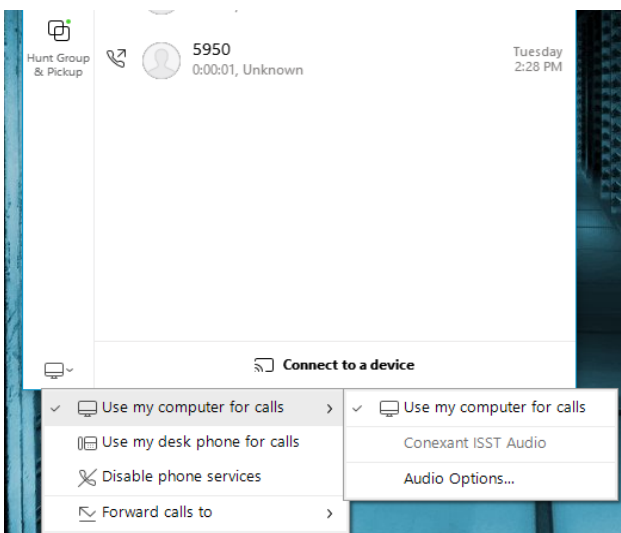 Hunt Group
& Pickup
5950
0:00:01, Unknown
Tuesday
2:28 PM
Connect to a device
Use my computer for calls
Use my desk phone for calls
Disable phone services
Forward calls to
Use my computer for calls
Conexant ISST Audio
Audio Options...